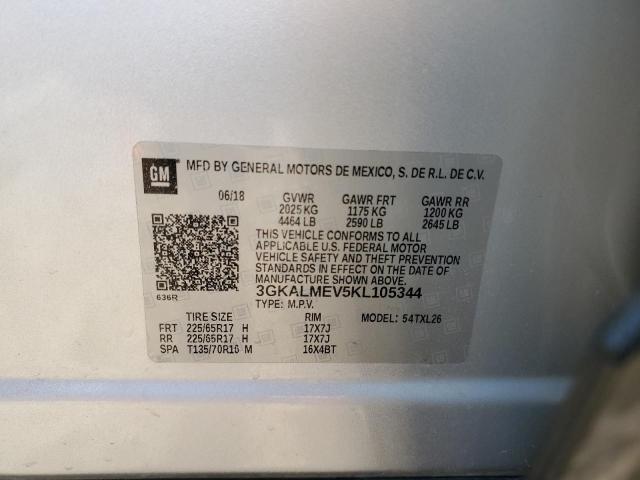 GM
MFD BY GENERAL MOTORS DE MEXICO, S. DE R.L. DE C.V.
06/18 GVWR GAWR FRT GAWR RR
2025 KG 1175 KG 1200 KG
4464 LB 2590 LB 2645 LB
THIS VEHICLE CONFORMS TO ALL
APPLICABLE U.S. FEDERAL MOTOR
VEHICLE SAFETY AND THEFT PREVENTION
STANDARDS IN EFFECT ON THE DATE OF
MANUFACTURE SHOWN ABOVE.
3GKALMEV5KL105344
636R
TYPE: M.P.V.
TIRE SIZE RIM MODEL: 54TXL26
FRT 225/65R17 H 17X7J
RR 225/65R17 H 17X7J
SPA T135/70R16 M 16X4BT